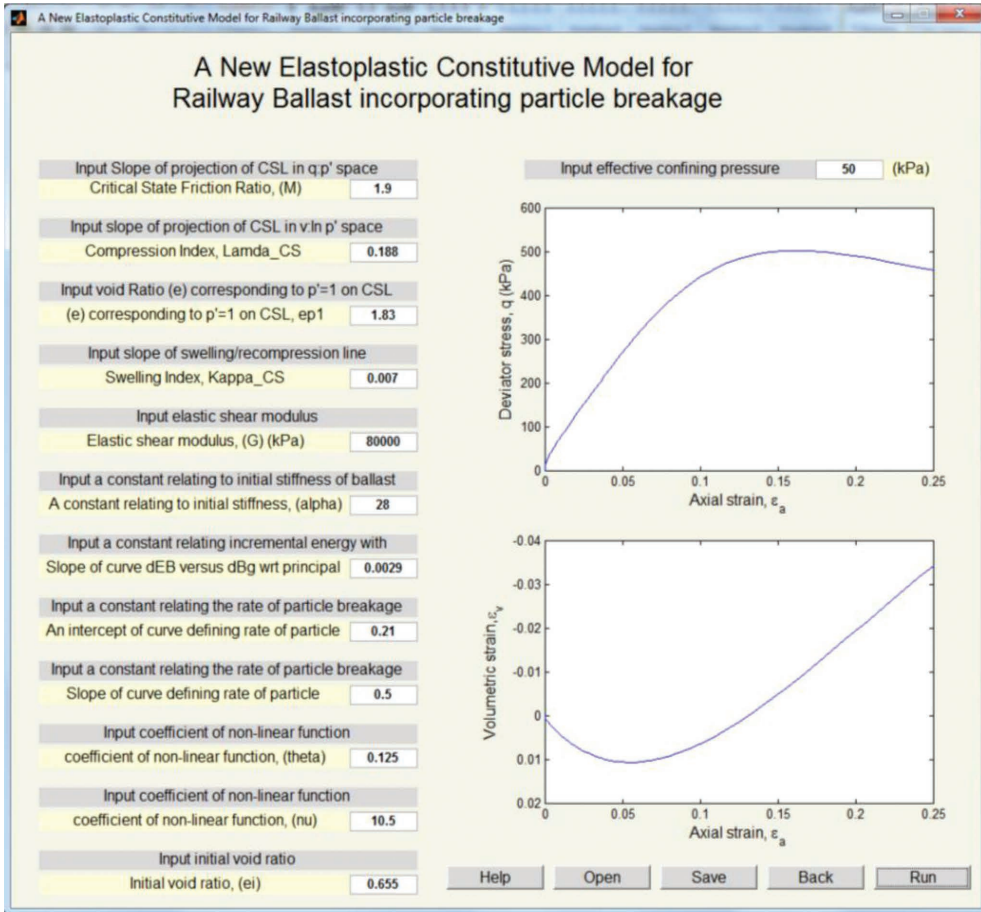 A New Elastoplastic Constitutive Model for Railway Ballast incorporating particle breakage
A New Elastoplastic Constitutive Model for
Railway Ballast incorporating particle breakage
Input Slope of projection of CSL in q:p' space
Critical State Friction Ratio, (M) 1.9
Input slope of projection of CSL in v:ln p' space
Compression Index, Lamda_CS 0.188
Input void Ratio (e) corresponding to p'=1 on CSL
(e) corresponding to p'=1 on CSL, ep1 1.83
Input slope of swelling/recompression line
Swelling Index, Kappa_CS 0.007
Input elastic shear modulus
Elastic shear modulus, (G) (kPa) 80000
Input a constant relating to initial stiffness of ballast
A constant relating to initial stiffness, (alpha) 28
Input a constant relating incremental energy with
Slope of curve dEB versus dBg wrt principal 0.0029
Input a constant relating the rate of particle breakage
An intercept of curve defining rate of particle 0.21
Input a constant relating the rate of particle breakage
Slope of curve defining rate of particle 0.5
Input coefficient of non-linear function
coefficient of non-linear function, (theta) 0.125
Input coefficient of non-linear function
coefficient of non-linear function, (nu) 10.5
Input initial void ratio
Initial void ratio, (ei) 0.655
Input effective confining pressure 50 (kPa)
Deviator stress, q (kPa)
600
500
400
300
200
100
0
0 0.05 0.1 0.15 0.2 0.25
Axial strain, εa
Volumetric strain,εv
-0.04
-0.03
-0.02
-0.01
0
0.01
0.02
0 0.05 0.1 0.15 0.2 0.25
Axial strain, εa
Help Open Save Back Run